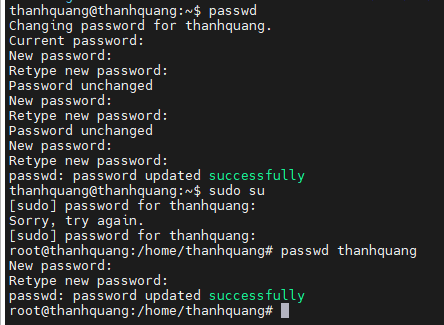 thanhquang@thanhquang:~$ passwd
Changing password for thanhquang.
Current password:
New password:
Retype new password:
Password unchanged
New password:
Retype new password:
Password unchanged
New password:
Retype new password:
passwd: password updated successfully
thanhquang@thanhquang:~$ sudo su
[sudo] password for thanhquang:
Sorry, try again.
[sudo] password for thanhquang:
root@thanhquang:/home/thanhquang# passwd thanhquang
New password:
Retype new password:
passwd: password updated successfully
root@thanhquang:/home/thanhquang#